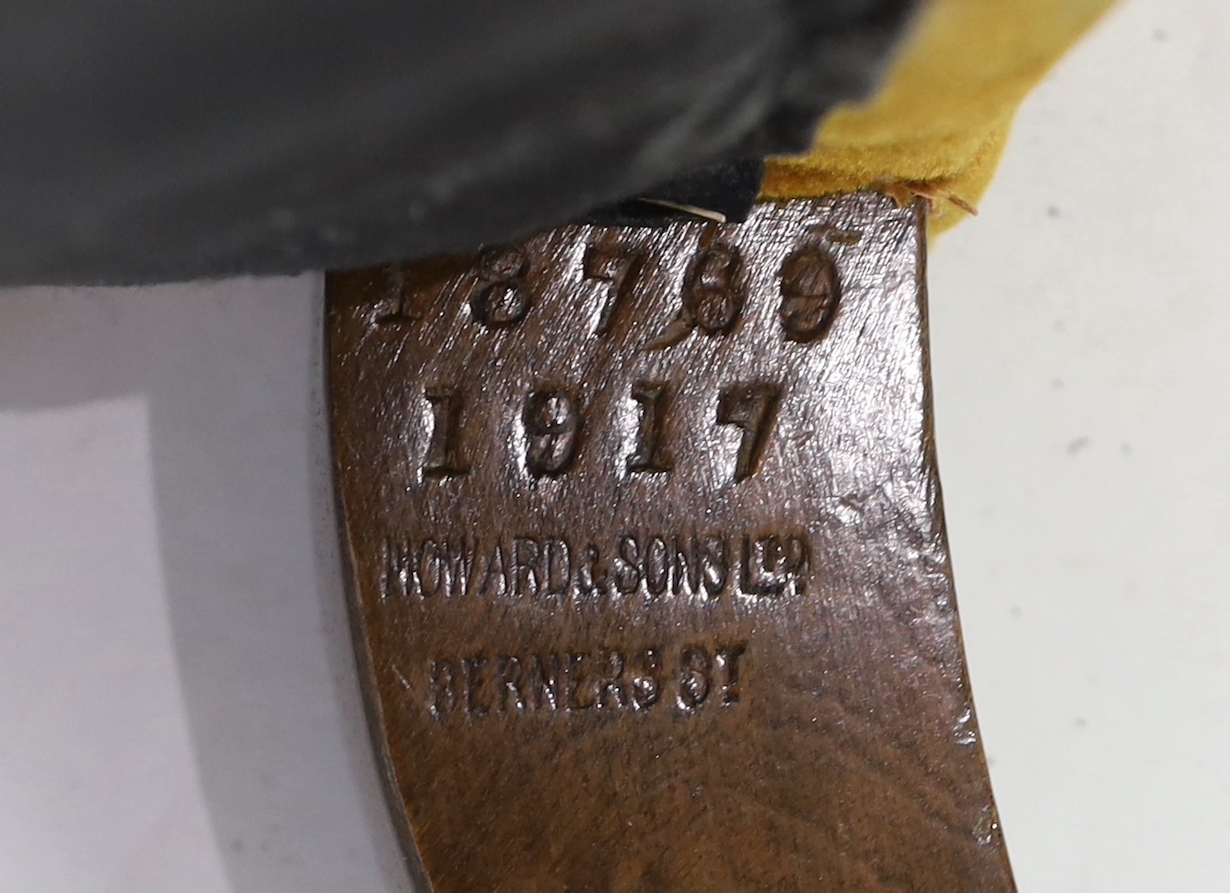 18789
1917
HOWARD & SONS LTD
BERNERS ST